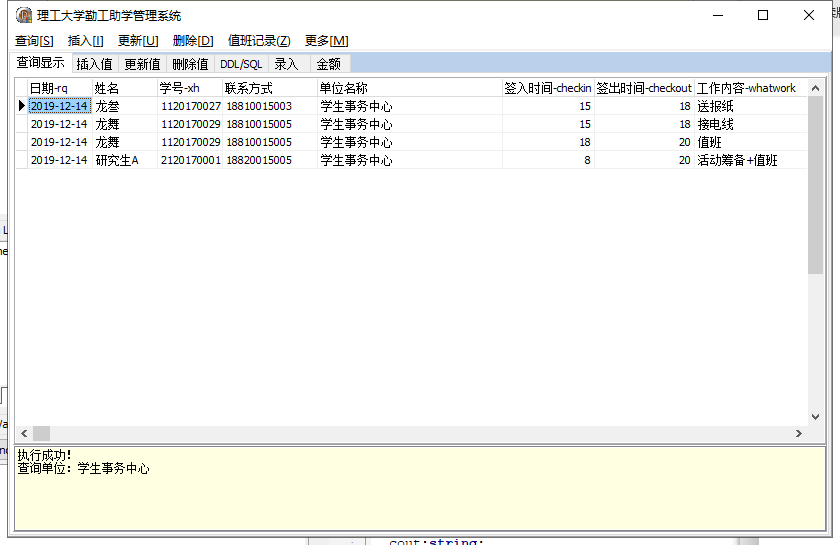 理工大学勤工助学管理系统
查询[S] 插入[I] 更新[U] 删除[D] 值班记录(Z) 更多[M]
查询显示 插入值 更新值 删除值 DDL/SQL 录入 金额
日期-rq 姓名 学号-xh 联系方式 单位名称 签入时间-checkin 签出时间-checkout 工作内容-whatwork
2019-12-14 龙誊 1120170027 18810015003 学生事务中心 15 18 送报纸
2019-12-14 龙舞 1120170029 18810015005 学生事务中心 15 18 接电线
2019-12-14 龙舞 1120170029 18810015005 学生事务中心 18 20 值班
2019-12-14 研究生A 2120170001 18820015005 学生事务中心 8 20 活动筹备+值班
执行成功!
查询单位: 学生事务中心
cout:string;